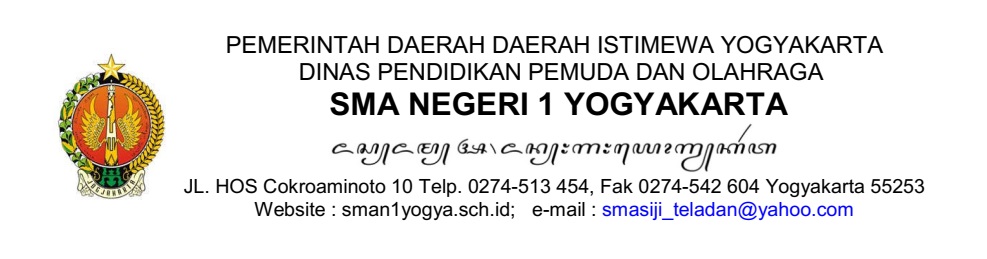 PEMERINTAH DAERAH DAERAH ISTIMEWA YOGYAKARTA
DINAS PENDIDIKAN PEMUDA DAN OLAHRAGA
SMA NEGERI 1 YOGYAKARTA
JL. HOS Cokroaminoto 10 Telp. 0274-513 454, Fak 0274-542 604 Yogyakarta 55253
Website : sman1yogya.sch.id; e-mail : smasiji_teladan@yahoo.com